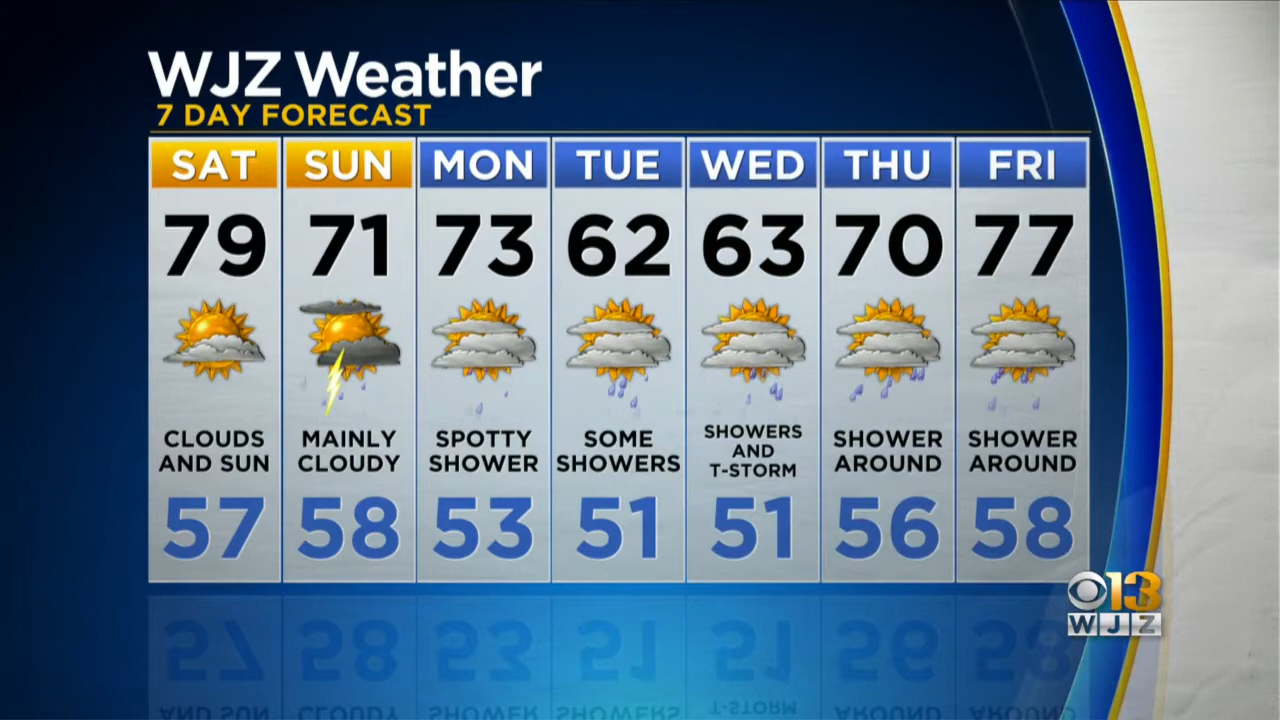 WJZ Weather
7 DAY FORECAST
SAT SUN MON TUE WED THU FRI
79 71 73 62 63 70 77
CLOUDS
AND SUN
MAINLY
CLOUDY
SPOTTY
SHOWER
SOME
SHOWERS
SHOWERS
AND
T-STORM
SHOWER
AROUND
SHOWER
AROUND
57 58 53 51 51 56 58
13
WJZ